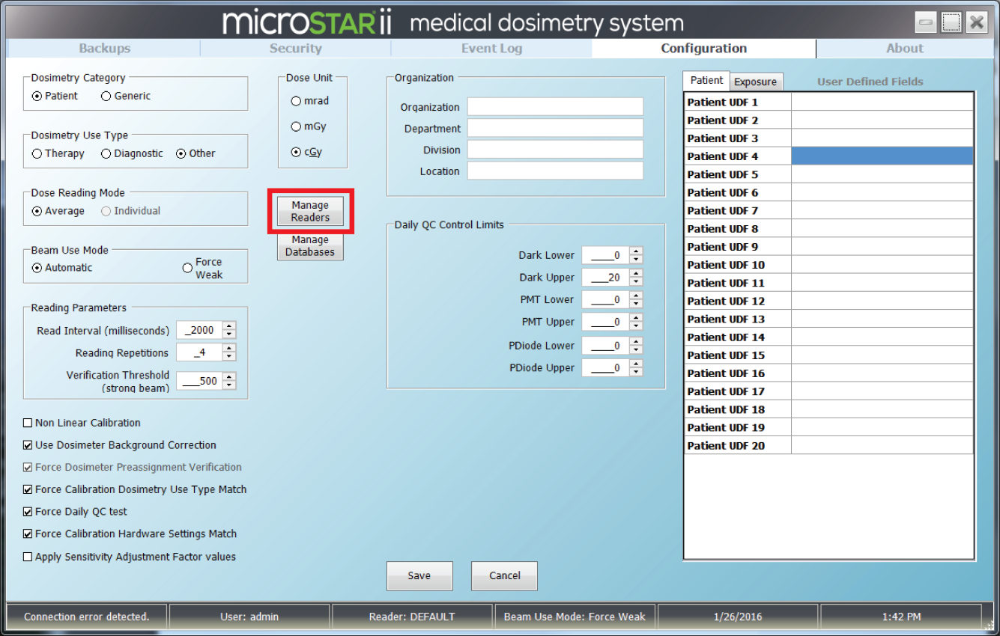 microSTAR ii medical dosimetry system
Backups Security Event Log Configuration About
Dosimetry Category
Patient Generic
Dosimetry Use Type
Therapy Diagnostic Other
Dose Reading Mode
Average Individual
Beam Use Mode
Automatic Force
Weak
Reading Parameters
Read Interval (milliseconds) _2000
Reading Repetitions _4
Verification Threshold
(strong beam) ___500
Non Linear Calibration
Use Dosimeter Background Correction
Force Dosimeter Preassignment Verification
Force Calibration Dosimetry Use Type Match
Force Daily QC test
Force Calibration Hardware Settings Match
Apply Sensitivity Adjustment Factor values
Dose Unit
mrad
mGy
cGy
Manage
Readers
Manage
Databases
Organization
Organization
Department
Division
Location
Daily QC Control Limits
Dark Lower ____0
Dark Upper ___20
PMT Lower ____0
PMT Upper ____0
PDiode Lower ____0
PDiode Upper ____0
Save Cancel
Patient Exposure User Defined Fields
Patient UDF 1
Patient UDF 2
Patient UDF 3
Patient UDF 4
Patient UDF 5
Patient UDF 6
Patient UDF 7
Patient UDF 8
Patient UDF 9
Patient UDF 10
Patient UDF 11
Patient UDF 12
Patient UDF 13
Patient UDF 14
Patient UDF 15
Patient UDF 16
Patient UDF 17
Patient UDF 18
Patient UDF 19
Patient UDF 20
Connection error detected. User: admin Reader: DEFAULT Beam Use Mode: Force Weak 1/26/2016 1:42 PM